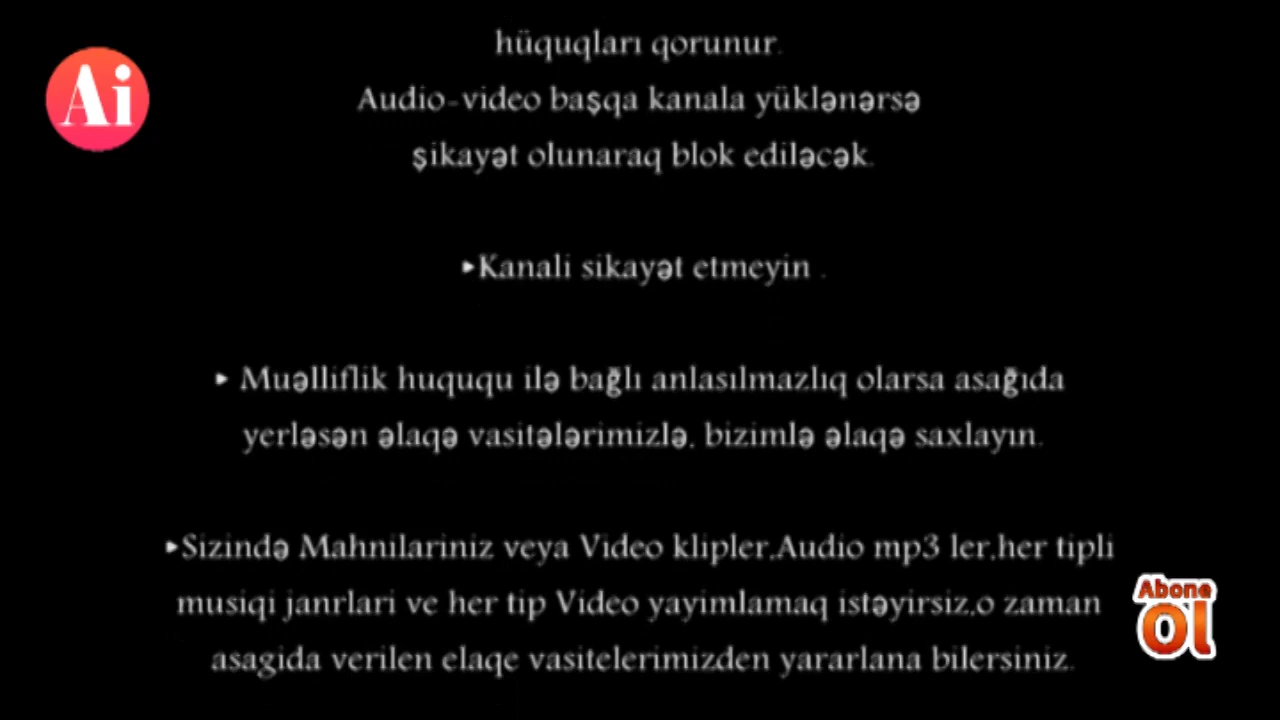 hüquqları qorunur.
Ai
Audio-video başqa kanala yüklənərsə
şikayət olunaraq blok ediləcək.
▸Kanali sikayət etmeyin .
▸ Muəlliflik huququ ilə bağlı anlasılmazlıq olarsa asağıda
yerləsən əlaqə vasitələrimizlə, bizimlə əlaqə saxlayın.
▸Sizində Mahnilariniz veya Video klipler,Audio mp3 ler,her tipli
musiqi janrlari ve her tip Video yayimlamaq istəyirsiz,o zaman
asagida verilen elaqe vasitelerimizden yararlana bilersiniz.
Abone
Ol